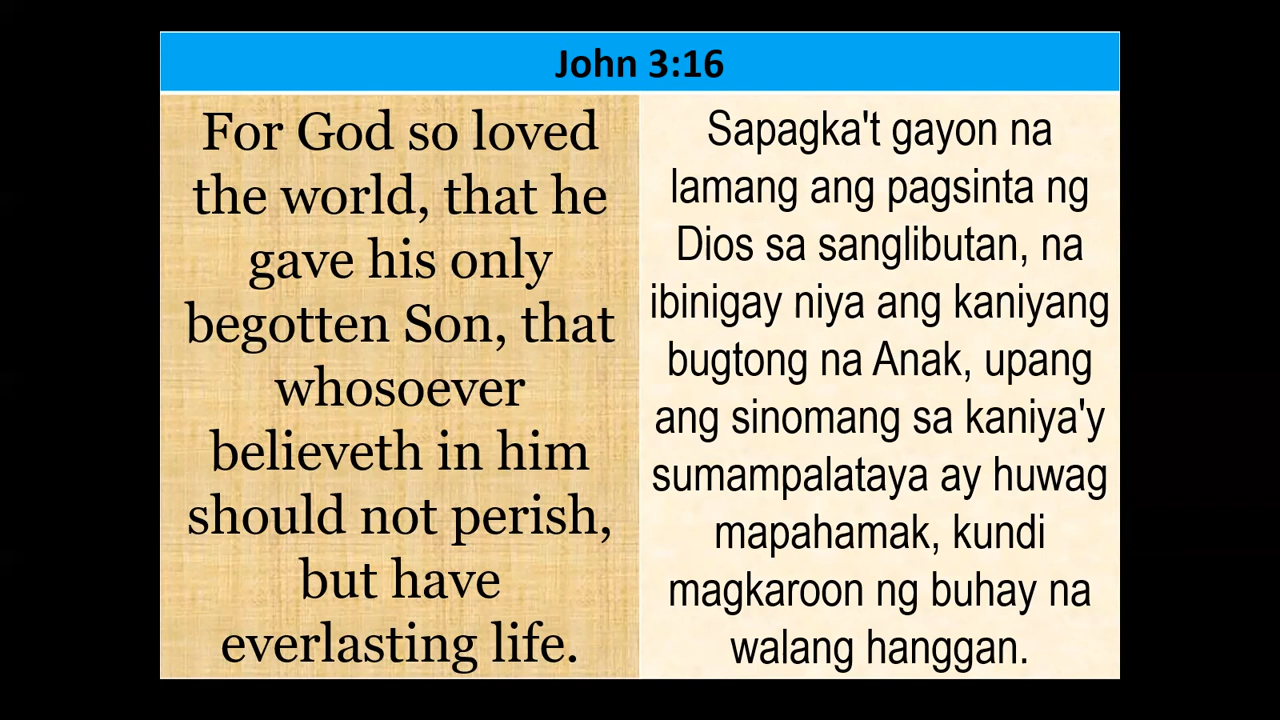 John 3:16
For God so loved
the world, that he
gave his only
begotten Son, that
whosoever
believeth in him
should not perish,
but have
everlasting life.
Sapagka't gayon na
lamang ang pagsinta ng
Dios sa sanglibutan, na
ibinigay niya ang kaniyang
bugtong na Anak, upang
ang sinomang sa kaniya'y
sumampalataya ay huwag
mapahamak, kundi
magkaroon ng buhay na
walang hanggan.